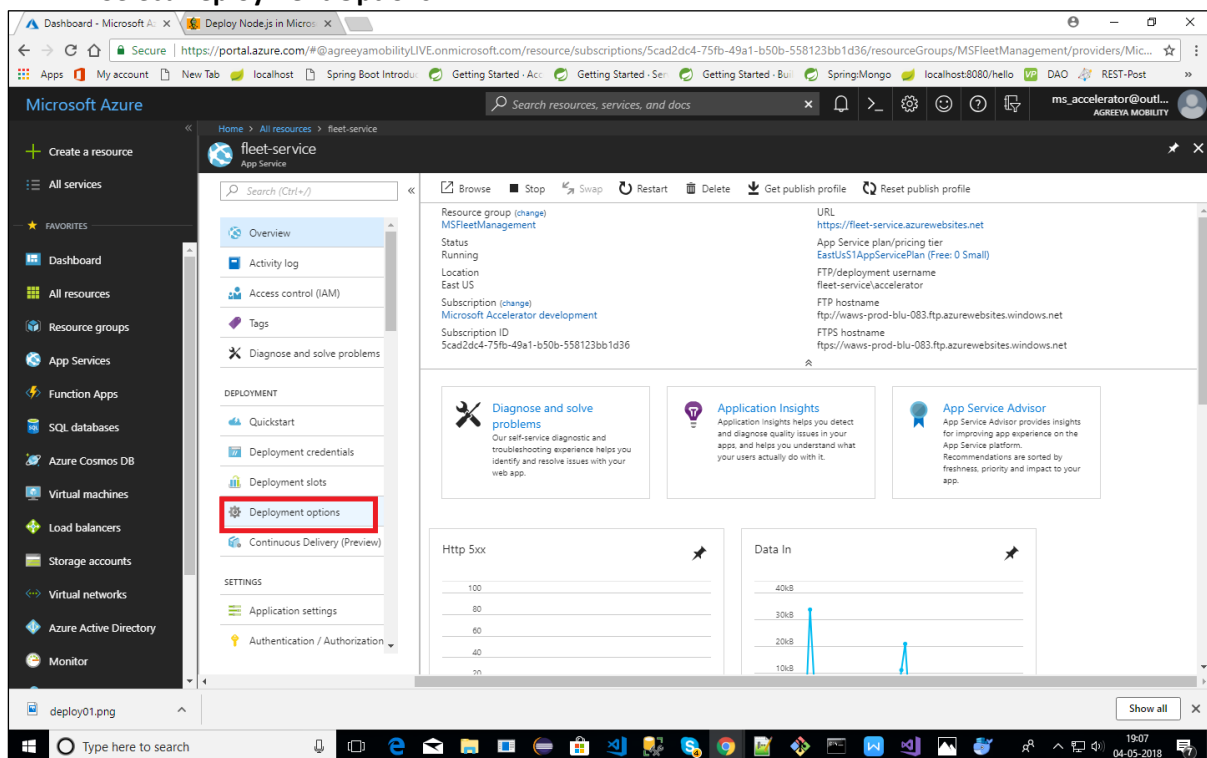 Dashboard - Microsoft A
Deploy Node.js in Micros
Secure
https://portal.azure.com/#@agreeyamobilityLIVE.onmicrosoft.com/resource/subscriptions/5cad2dc4-75fb-49a1-b50b-558123bb1d36/resourceGroups/MSFleetManagement/providers/Mic...
Apps
My account
New Tab
localhost
Spring Boot Introduc
Getting Started · Acc
Getting Started · Ser
Getting Started · Buil
Spring:Mongo
localhost:8080/hello
DAO
REST-Post
»
Microsoft Azure
Search resources, services, and docs
ms_accelerator@outl...
AGREEYA MOBILITY
Home > All resources > fleet-service
fleet-service
App Service
Create a resource
All services
FAVORITES
Dashboard
All resources
Resource groups
App Services
Function Apps
SQL databases
Azure Cosmos DB
Virtual machines
Load balancers
Storage accounts
Virtual networks
Azure Active Directory
Monitor
Search (Ctrl+/)
Overview
Activity log
Access control (IAM)
Tags
Diagnose and solve problems
DEPLOYMENT
Quickstart
Deployment credentials
Deployment slots
Deployment options
Continuous Delivery (Preview)
SETTINGS
Application settings
Authentication / Authorization
Browse
Stop
Swap
Restart
Delete
Get publish profile
Reset publish profile
Resource group (change)
MSFleetManagement
Status
Running
Location
East US
Subscription (change)
Microsoft Accelerator development
Subscription ID
5cad2dc4-75fb-49a1-b50b-558123bb1d36
URL
https://fleet-service.azurewebsites.net
App Service plan/pricing tier
EastUsS1AppServicePlan (Free: 0 Small)
FTP/deployment username
fleet-service\accelerator
FTP hostname
ftp://waws-prod-blu-083.ftp.azurewebsites.windows.net
FTPS hostname
ftps://waws-prod-blu-083.ftp.azurewebsites.windows.net
Diagnose and solve
problems
Our self-service diagnostic and
troubleshooting experience helps you
identify and resolve issues with your
web app.
Application Insights
Application Insights helps you detect
and diagnose quality issues in your
apps, and helps you understand what
your users actually do with it.
App Service Advisor
App Service Advisor provides insights
for improving app experience on the
App Service platform.
Recommendations are sorted by
freshness, priority and impact to your
app.
Http 5xx
100
80
60
40
20
Data In
40kB
30kB
20kB
10kB
deploy01.png
Show all
Type here to search
19:07
04-05-2018